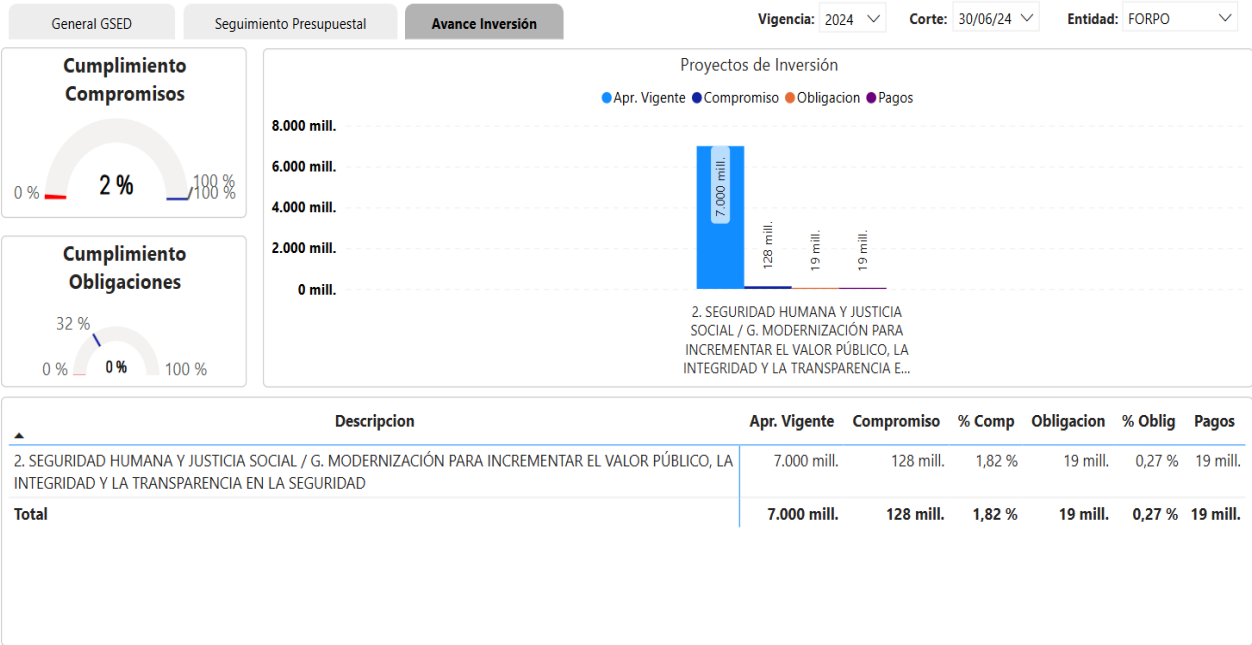 General GSED
Seguimiento Presupuestal
Avance Inversión
Vigencia: 2024
Corte: 30/06/24
Entidad: FORPO
Cumplimiento
Compromisos
0 %
2 %
100 %
100 %
Cumplimiento
Obligaciones
32 %
0 %
0 %
100 %
Proyectos de Inversión
Apr. Vigente Compromiso Obligacion Pagos
8.000 mill.
6.000 mill.
4.000 mill.
2.000 mill.
0 mill.
7.000 mill.
128 mill.
19 mill.
19 mill.
2. SEGURIDAD HUMANA Y JUSTICIA
SOCIAL / G. MODERNIZACIÓN PARA
INCREMENTAR EL VALOR PÚBLICO, LA
INTEGRIDAD Y LA TRANSPARENCIA E...
Descripcion Apr. Vigente Compromiso % Comp Obligacion % Oblig Pagos
2. SEGURIDAD HUMANA Y JUSTICIA SOCIAL / G. MODERNIZACIÓN PARA INCREMENTAR EL VALOR PÚBLICO, LA 7.000 mill. 128 mill. 1,82 % 19 mill. 0,27 % 19 mill.
INTEGRIDAD Y LA TRANSPARENCIA EN LA SEGURIDAD
Total 7.000 mill. 128 mill. 1,82 % 19 mill. 0,27 % 19 mill.